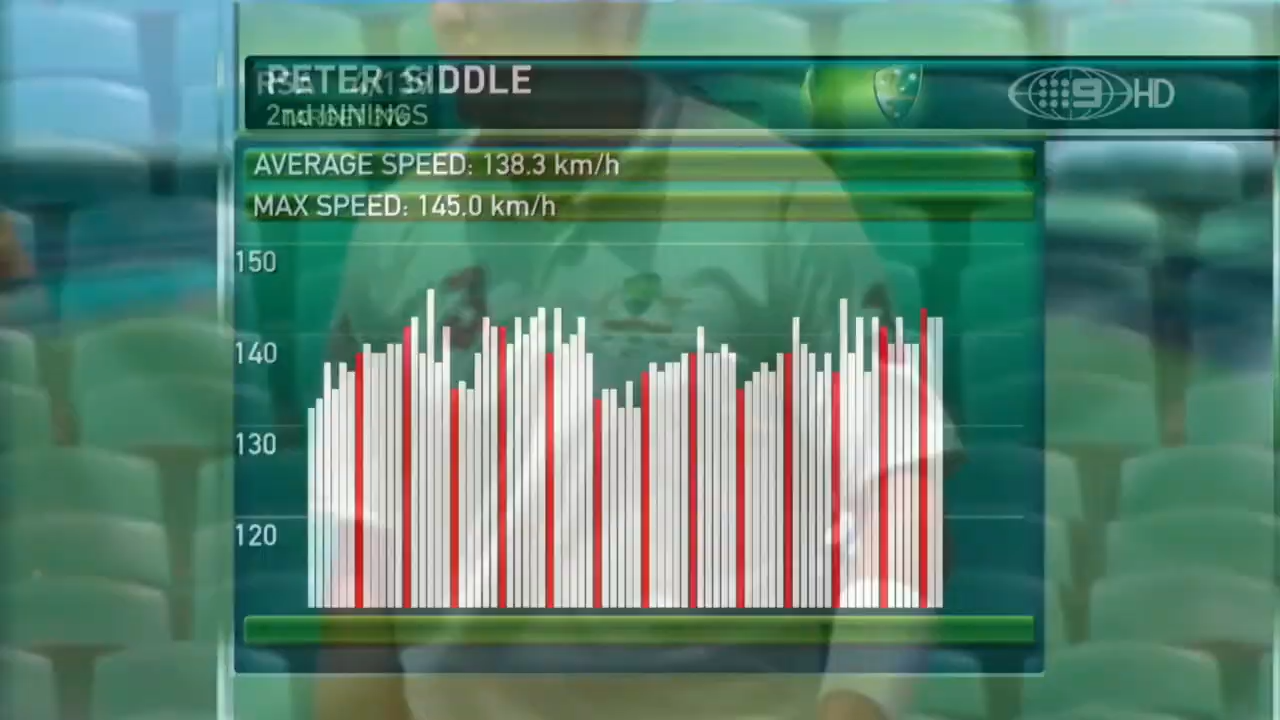 PETER SIDDLE
2nd INNINGS
9 HD
AVERAGE SPEED: 138.3 km/h
MAX SPEED: 145.0 km/h
150
140
130
120